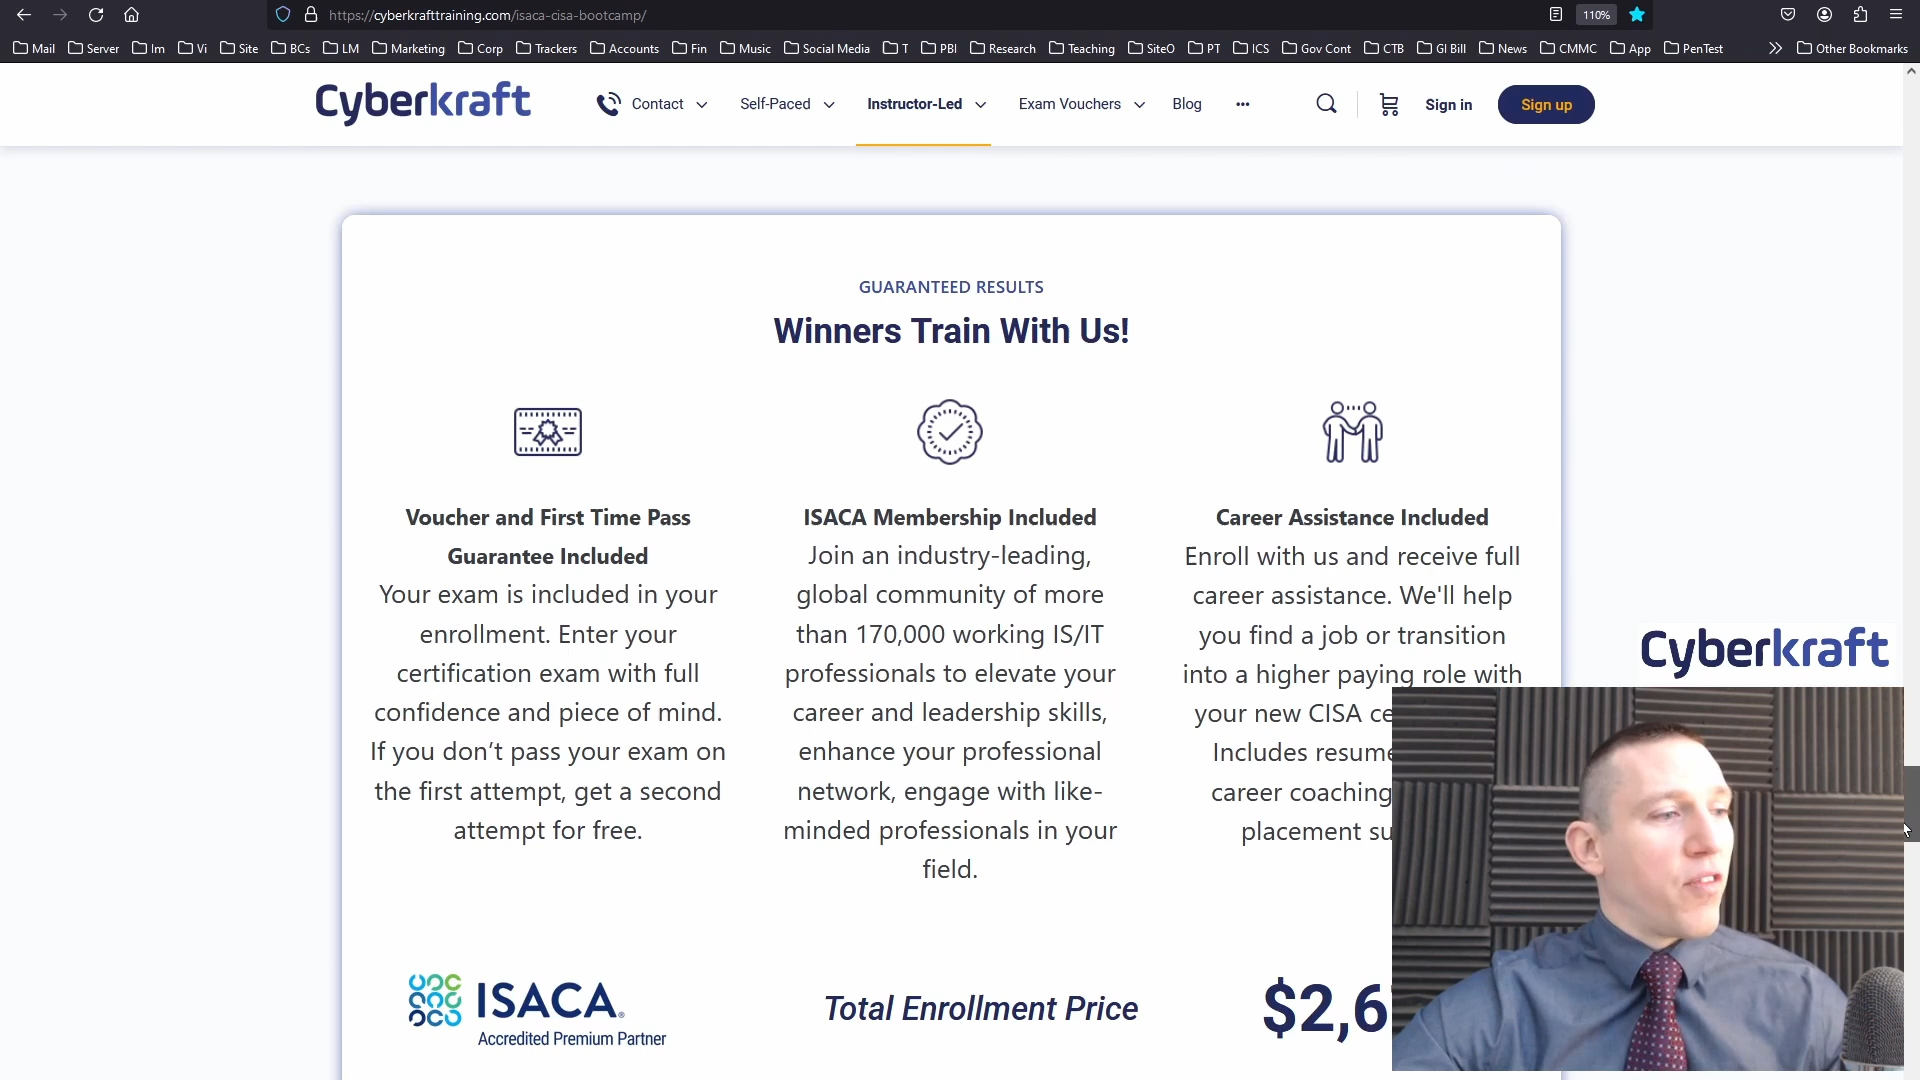 https://cyberkrafttraining.com/isaca-cisa-bootcamp/
110%
Mail Server Im Vi Site BCs LM Marketing Corp Trackers Accounts Fin Music Social Media T PBI Research Teaching SiteO PT ICS Gov Cont CTB GI Bill News CMMC App PenTest Other Bookmarks
Cyberkraft Contact Self-Paced Instructor-Led Exam Vouchers Blog ••• Sign in Sign up
GUARANTEED RESULTS
Winners Train With Us!
Voucher and First Time Pass
Guarantee Included
Your exam is included in your
enrollment. Enter your
certification exam with full
confidence and piece of mind.
If you don’t pass your exam on
the first attempt, get a second
attempt for free.
ISACA Membership Included
Join an industry-leading,
global community of more
than 170,000 working IS/IT
professionals to elevate your
career and leadership skills,
enhance your professional
network, engage with like-
minded professionals in your
field.
Career Assistance Included
Enroll with us and receive full
career assistance. We'll help
you find a job or transition
into a higher paying role with
your new CISA
Includes
career coaching
placement
Cyberkraft
ISACA®
Accredited Premium Partner
Total Enrollment Price
$2,6